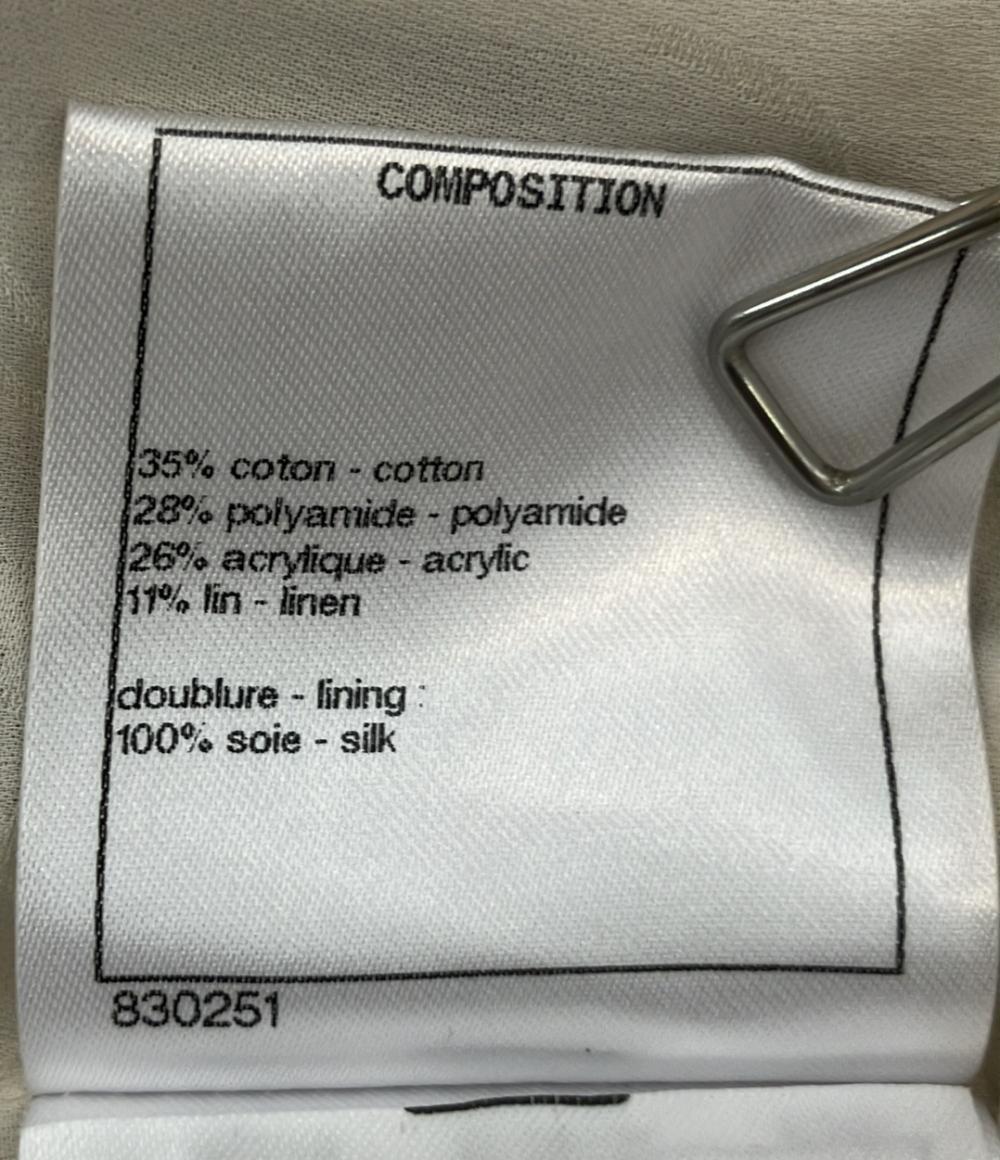 COMPOSITION
35% coton - cotton
28% polyamide - polyamide
26% acrylique - acrylic
11% lin - linen
doublure - lining :
100% soie - silk
830251